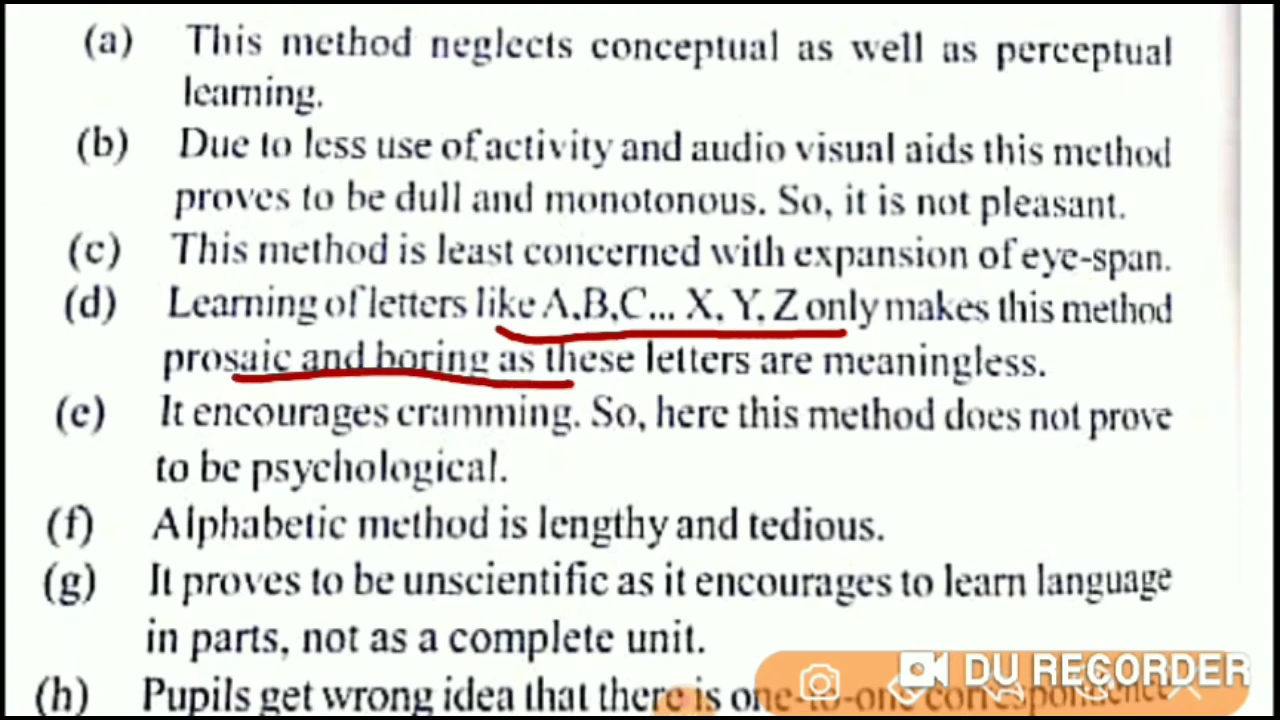 (a) This method neglects conceptual as well as perceptual
learning.
(b) Due to less use of activity and audio visual aids this method
proves to be dull and monotonous. So, it is not pleasant.
(c) This method is least concerned with expansion of eye-span.
(d) Learning of letters like A,B,C... X, Y, Z only makes this method
prosaic and boring as these letters are meaningless.
(e) It encourages cramming. So, here this method does not prove
to be psychological.
(f) Alphabetic method is lengthy and tedious.
(g) It proves to be unscientific as it encourages to learn language
in parts, not as a complete unit.
(h) Pupils get wrong idea that there is one-to-one correspondence
DU RECORDER